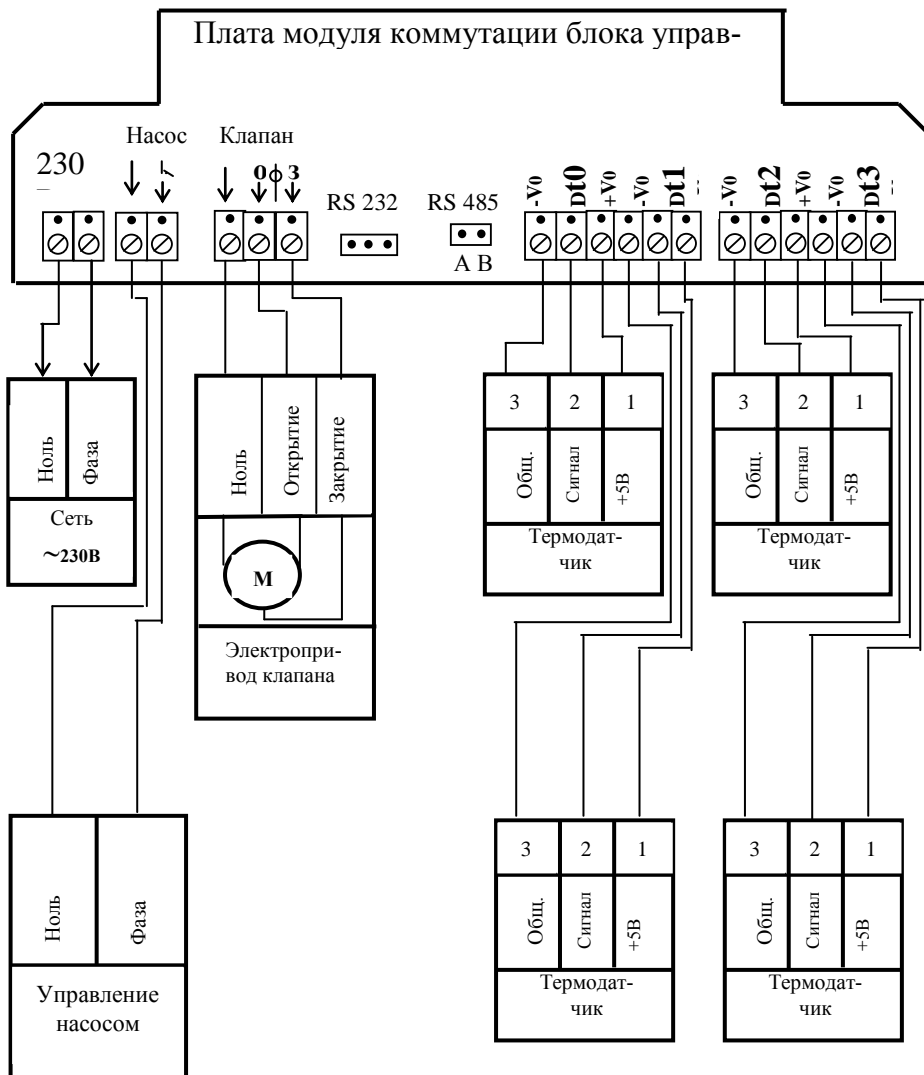 Плата модуля коммутации блока управ-
Насос
Клапан
230
О ф З
RS 232
RS 485
А В
-V0
Dt0
+V0
-V0
Dt1
-V0
Dt2
+V0
-V0
Dt3
Ноль
Фаза
Сеть
~230В
Ноль
Открытие
Закрытие
М
Электропри-
вод клапана
3 2 1
Общ.
Сигнал
+5В
Термодат-
чик
3 2 1
Общ.
Сигнал
+5В
Термодат-
чик
Ноль
Фаза
Управление
насосом
3 2 1
Общ.
Сигнал
+5В
Термодат-
чик
3 2 1
Общ.
Сигнал
+5В
Термодат-
чик